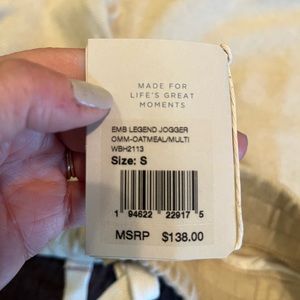 MADE FOR
LIFE'S GREAT
MOMENTS
EMB LEGEND JOGGER
OMM-OATMEAL/MULTI
WBH2113
Size: S
1 94622 22917 5
MSRP $138.00